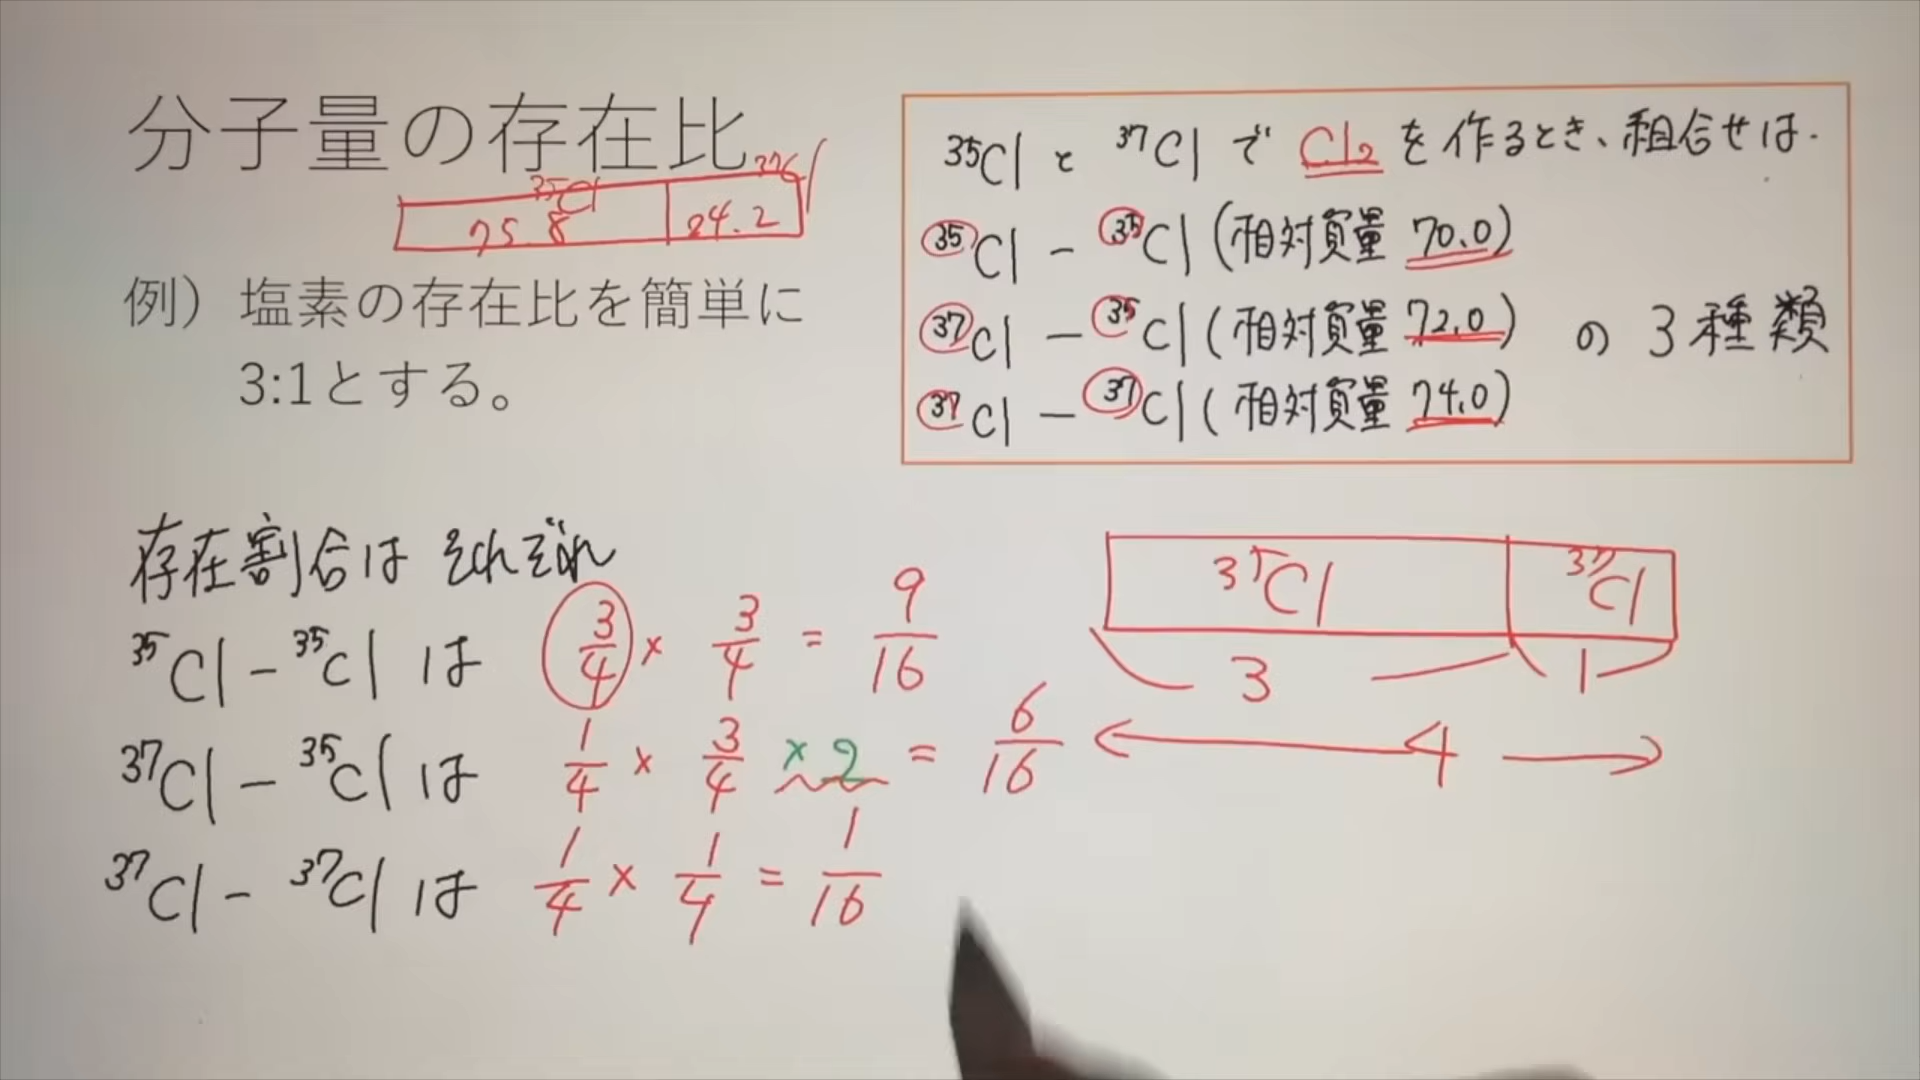 分子量の存在比
³⁵Cl ³⁷Cl
75.8 24.2
例）塩素の存在比を簡単に
3:1とする。
³⁵Cl と ³⁷Cl で Cl₂ を作るとき、組合せは.
³⁵Cl − ³⁵Cl (相対質量 70.0)
³⁷Cl − ³⁵Cl (相対質量 72.0) の 3種類
³⁷Cl − ³⁷Cl (相対質量 74.0)
存在割合は それぞれ
³⁵Cl − ³⁵Cl は 3/4 × 3/4 = 9/16
³⁷Cl − ³⁵Cl は 1/4 × 3/4 × 2 = 6/16
³⁷Cl − ³⁷Cl は 1/4 × 1/4 = 1/16
³⁵Cl ³⁷Cl
3 1
4